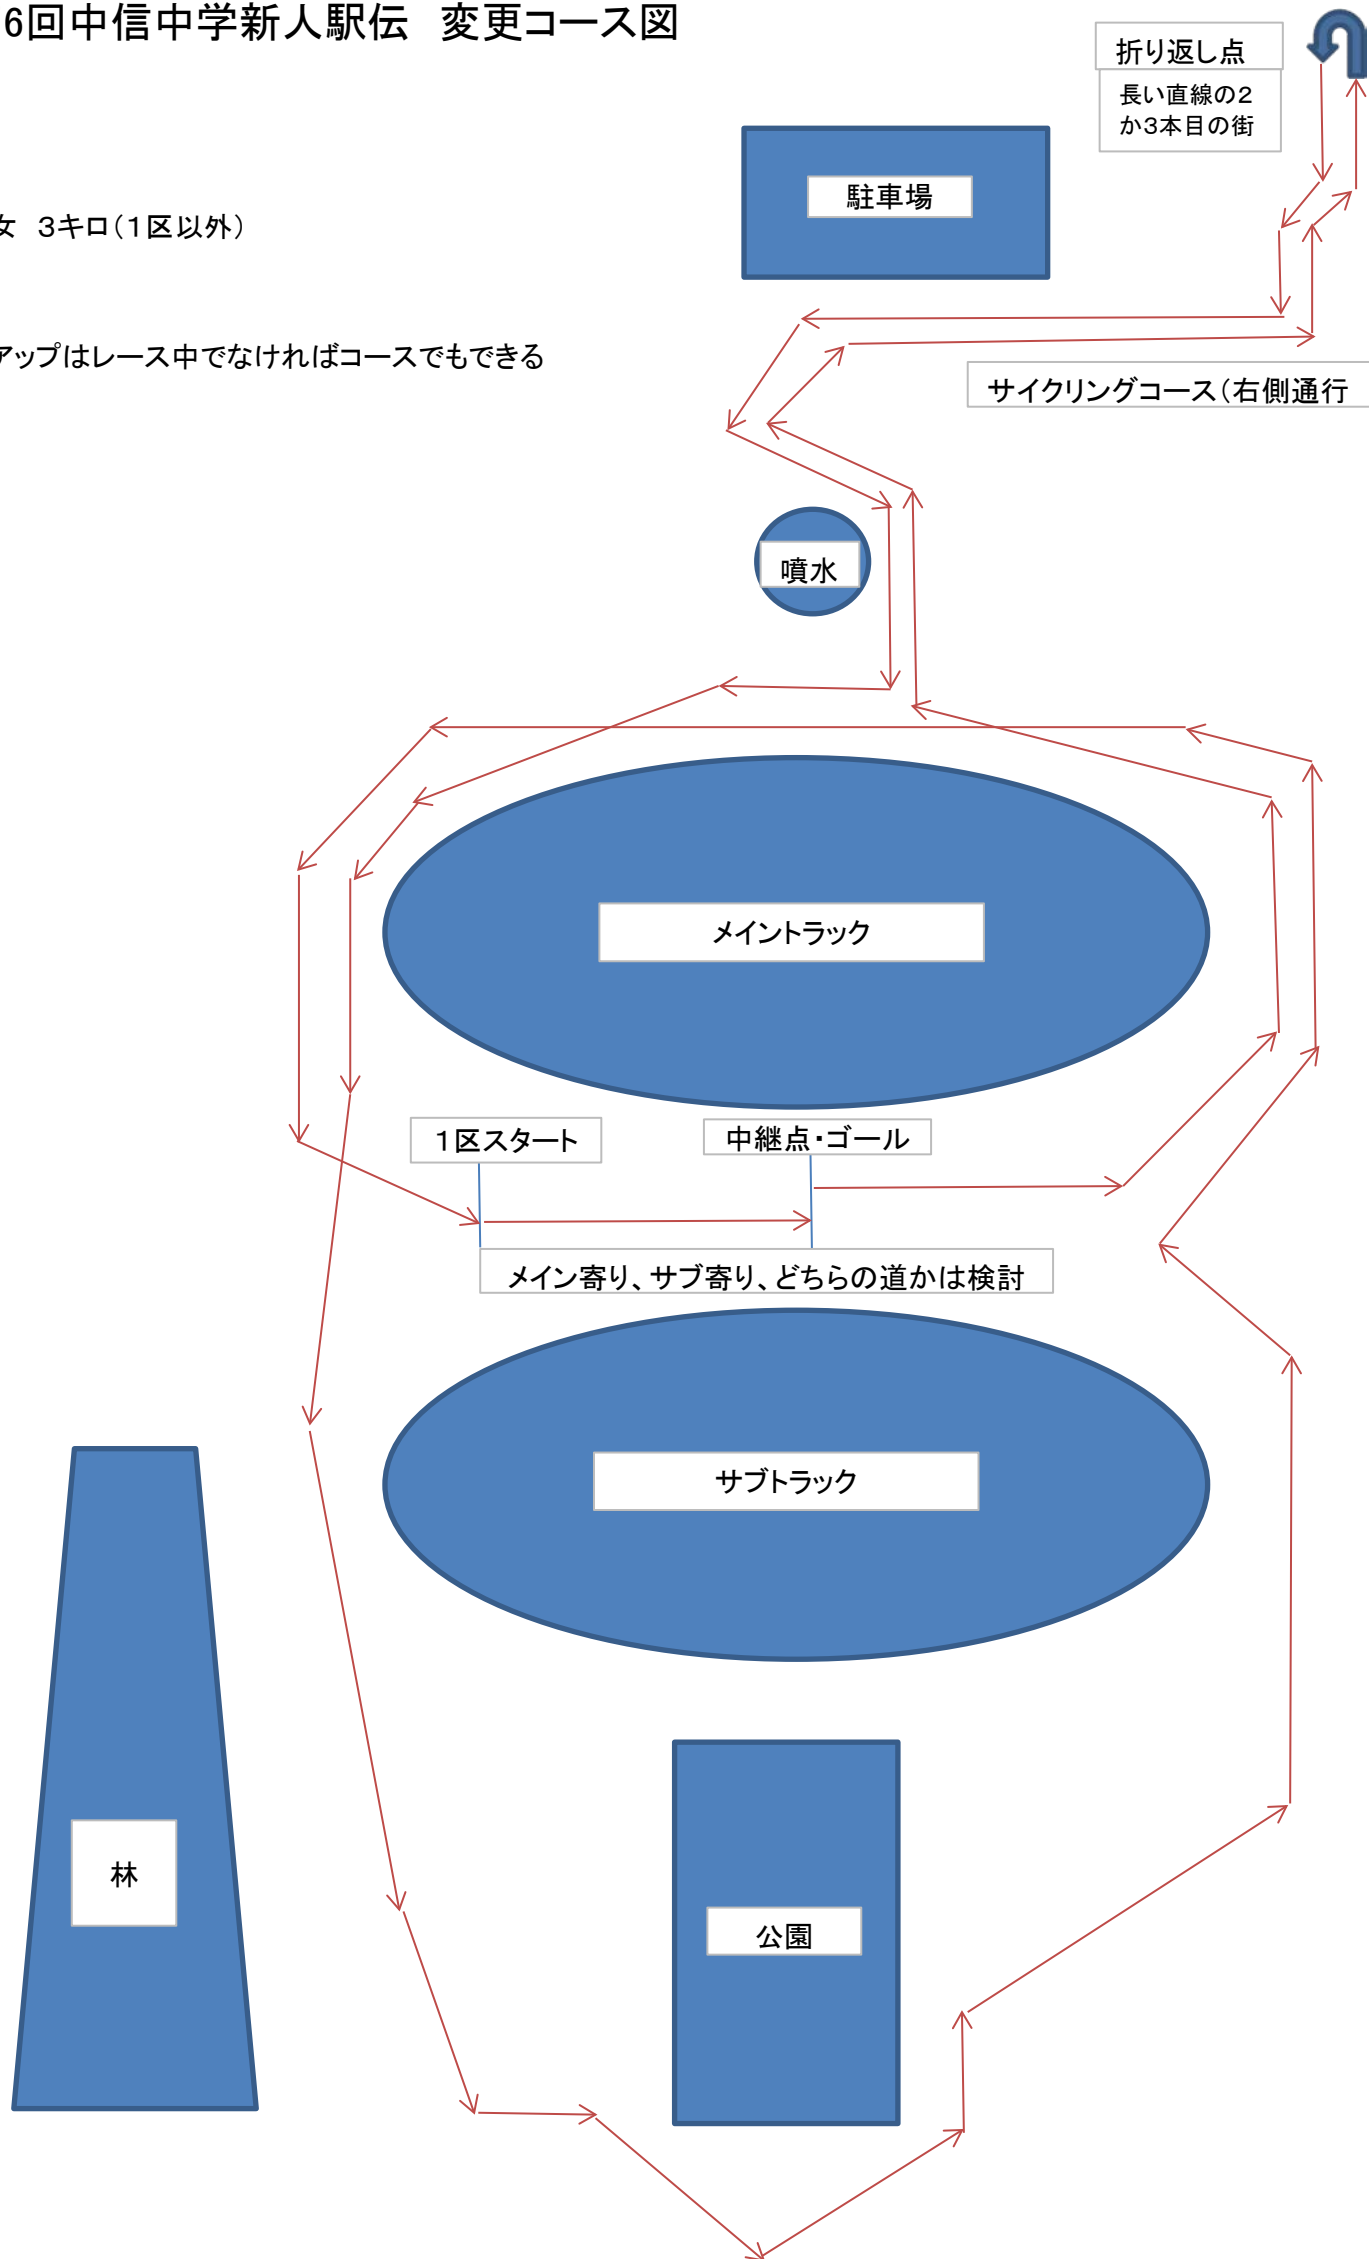 6回中信中学新人駅伝　変更コース図
折り返し点
長い直線の２
か３本目の街
駐車場
女　３キロ（１区以外）
アップはレース中でなければコースでもできる
サイクリングコース（右側通行
噴水
メイントラック
１区スタート
中継点・ゴール
メイン寄り、サブ寄り、どちらの道かは検討
サブトラック
林
公園